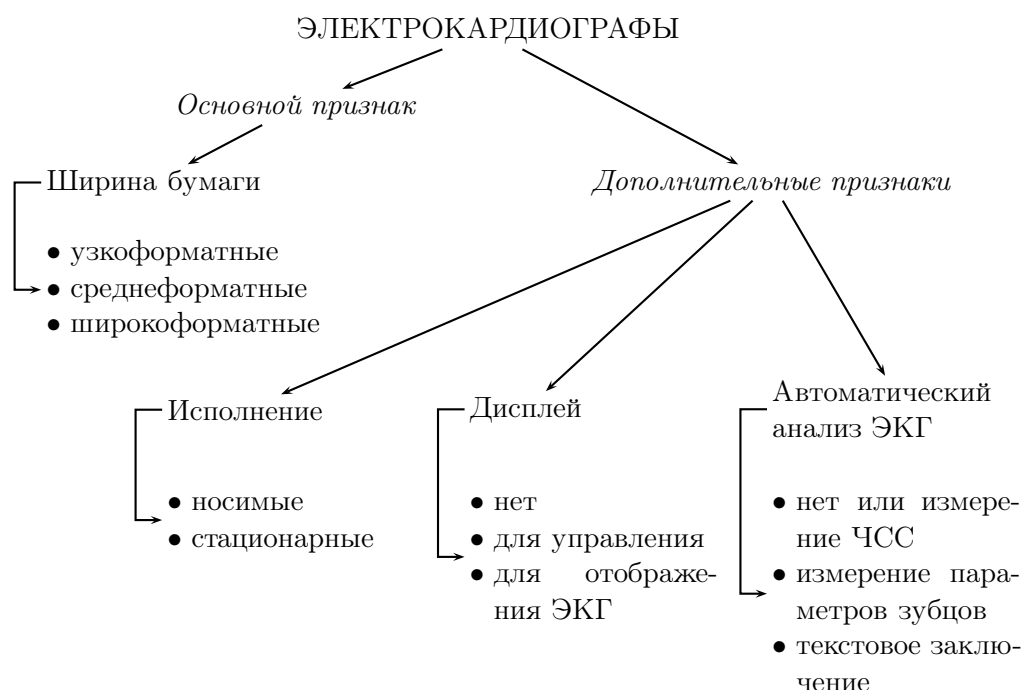 ЭЛЕКТРОКАРДИОГРАФЫ
Основной признак
Ширина бумаги
• узкоформатные
• среднеформатные
• широкоформатные
Дополнительные признаки
Исполнение
• носимые
• стационарные
Дисплей
• нет
• для управления
• для отображе-
ния ЭКГ
Автоматический
анализ ЭКГ
• нет или измере-
ние ЧСС
• измерение пара-
метров зубцов
• текстовое заклю-
чение